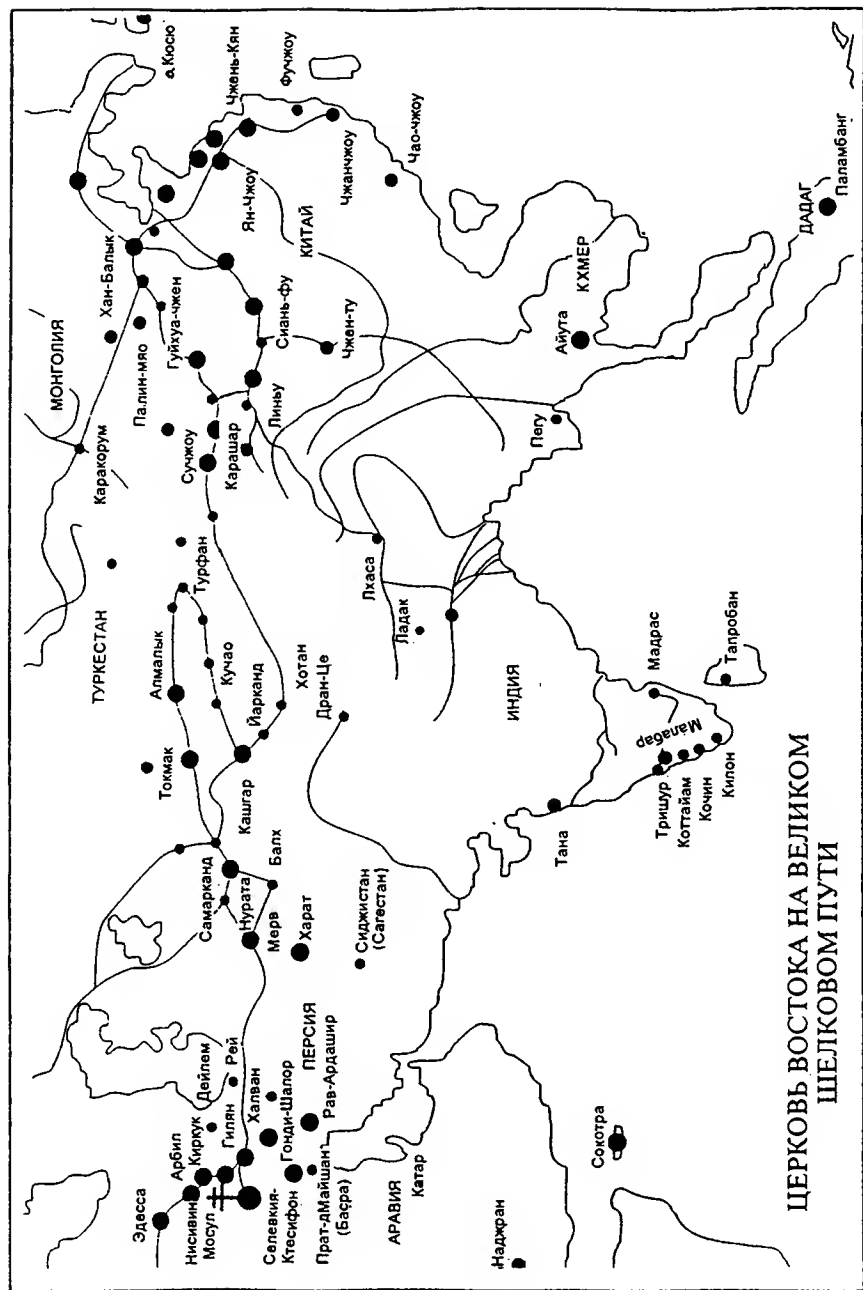 Эдесса
Нисивин
Мосул
Арбил
Киркук
Гилян
Дейлем
Рей
Халван
Селевкия-
Ктесифон
Гонди-Шапор
Прат-дМайшан
(Басра)
ПЕРСИЯ
Рав-Ардашир
АРАВИЯ
Катар
Наджран
Сокотра
Самарканд
Нурата
Мерв
Балх
Харат
Сиджистан
(Сагестан)
Токмак
Алмалык
ТУРКЕСТАН
Кашгар
Йарканд
Кучао
Турфан
Хотан
Дран-Це
Ладак
Лхаса
ИНДИЯ
Тана
Мадрас
Малабар
Тришур
Коттайам
Кочин
Килон
Тапробан
МОНГОЛИЯ
Каракорум
Хан-Балык
Палин-мяо
Гуйхуа-чжен
Сучжоу
Карашар
Линьу
Сиань-фу
Чжен-ту
КИТАЙ
Ян-Чжоу
Чжень-Кян
Фучжоу
Чжанчжоу
Чао-чжоу
о.Кюсю
Пегу
Айута
КХМЕР
ДАДАГ
Паламбанг
ЦЕРКОВЬ ВОСТОКА НА ВЕЛИКОМ
ШЕЛКОВОМ ПУТИ